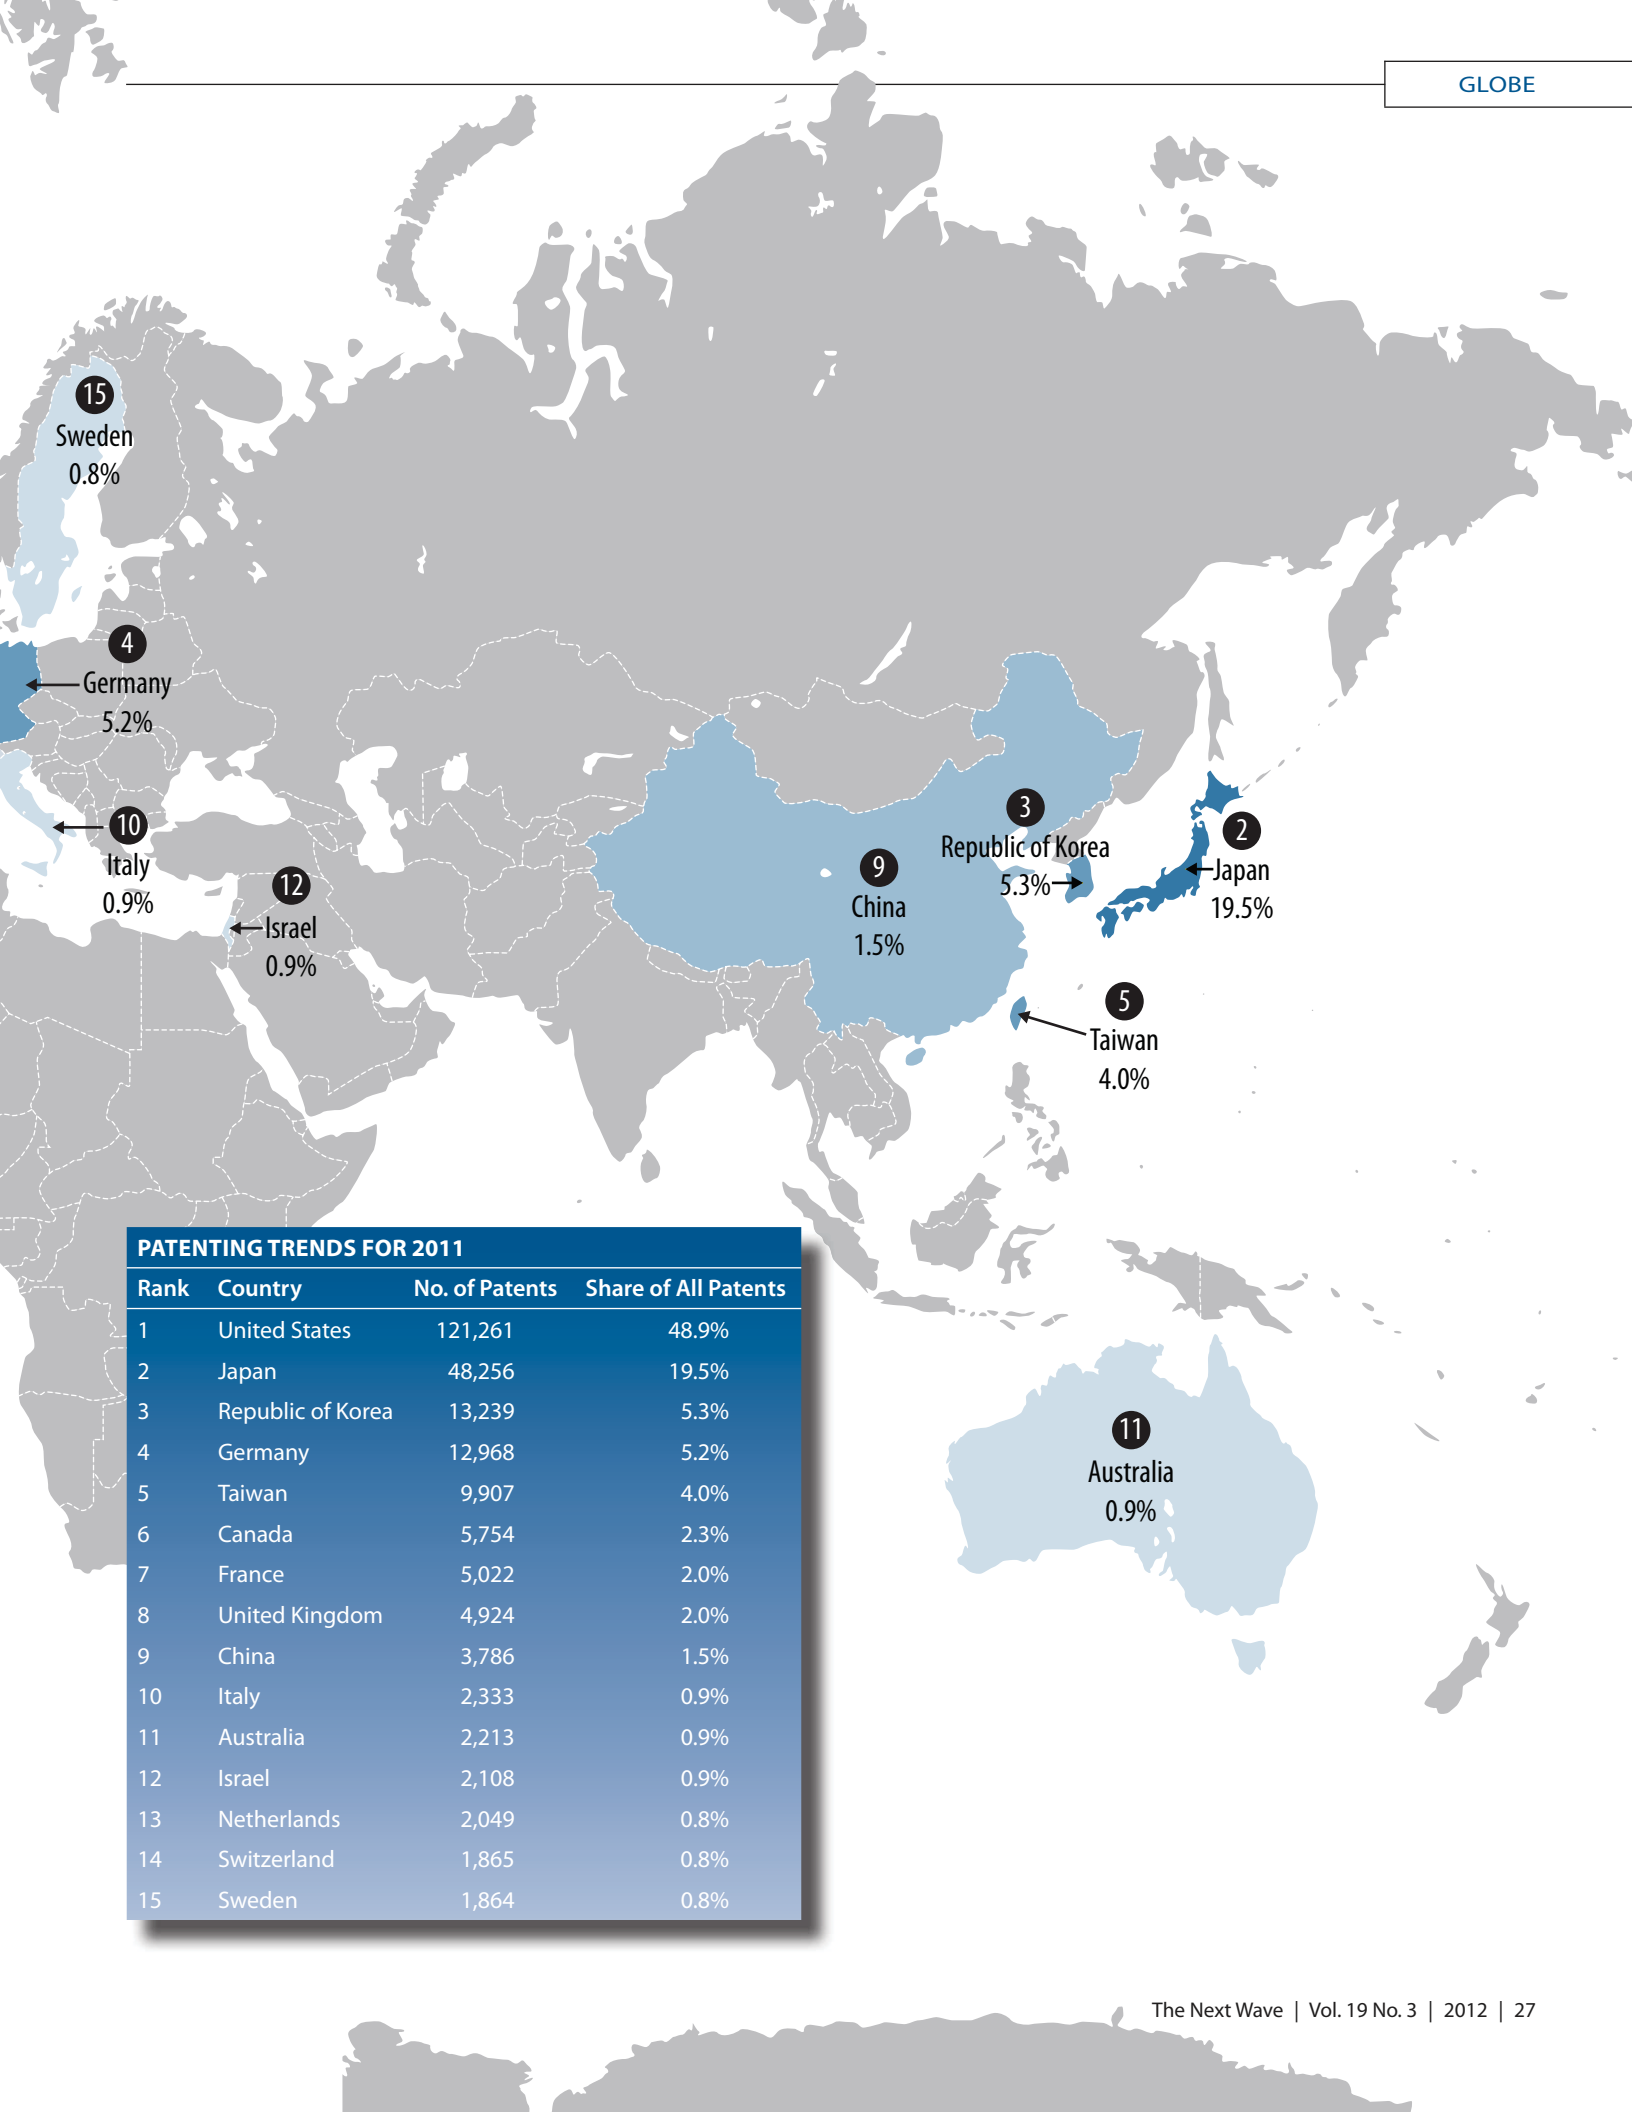 GLOBE
15
Sweden
0.8%
4
Germany
5.2%
10
Italy
0.9%
12
Israel
0.9%
3
Republic of Korea
5.3%
9
China
1.5%
2
Japan
19.5%
5
Taiwan
4.0%
11
Australia
0.9%
PATENTING TRENDS FOR 2011
Rank Country No. of Patents Share of All Patents
1 United States 121,261 48.9%
2 Japan 48,256 19.5%
3 Republic of Korea 13,239 5.3%
4 Germany 12,968 5.2%
5 Taiwan 9,907 4.0%
6 Canada 5,754 2.3%
7 France 5,022 2.0%
8 United Kingdom 4,924 2.0%
9 China 3,786 1.5%
10 Italy 2,333 0.9%
11 Australia 2,213 0.9%
12 Israel 2,108 0.9%
13 Netherlands 2,049 0.8%
14 Switzerland 1,865 0.8%
15 Sweden 1,864 0.8%
The Next Wave | Vol. 19 No. 3 | 2012 | 27